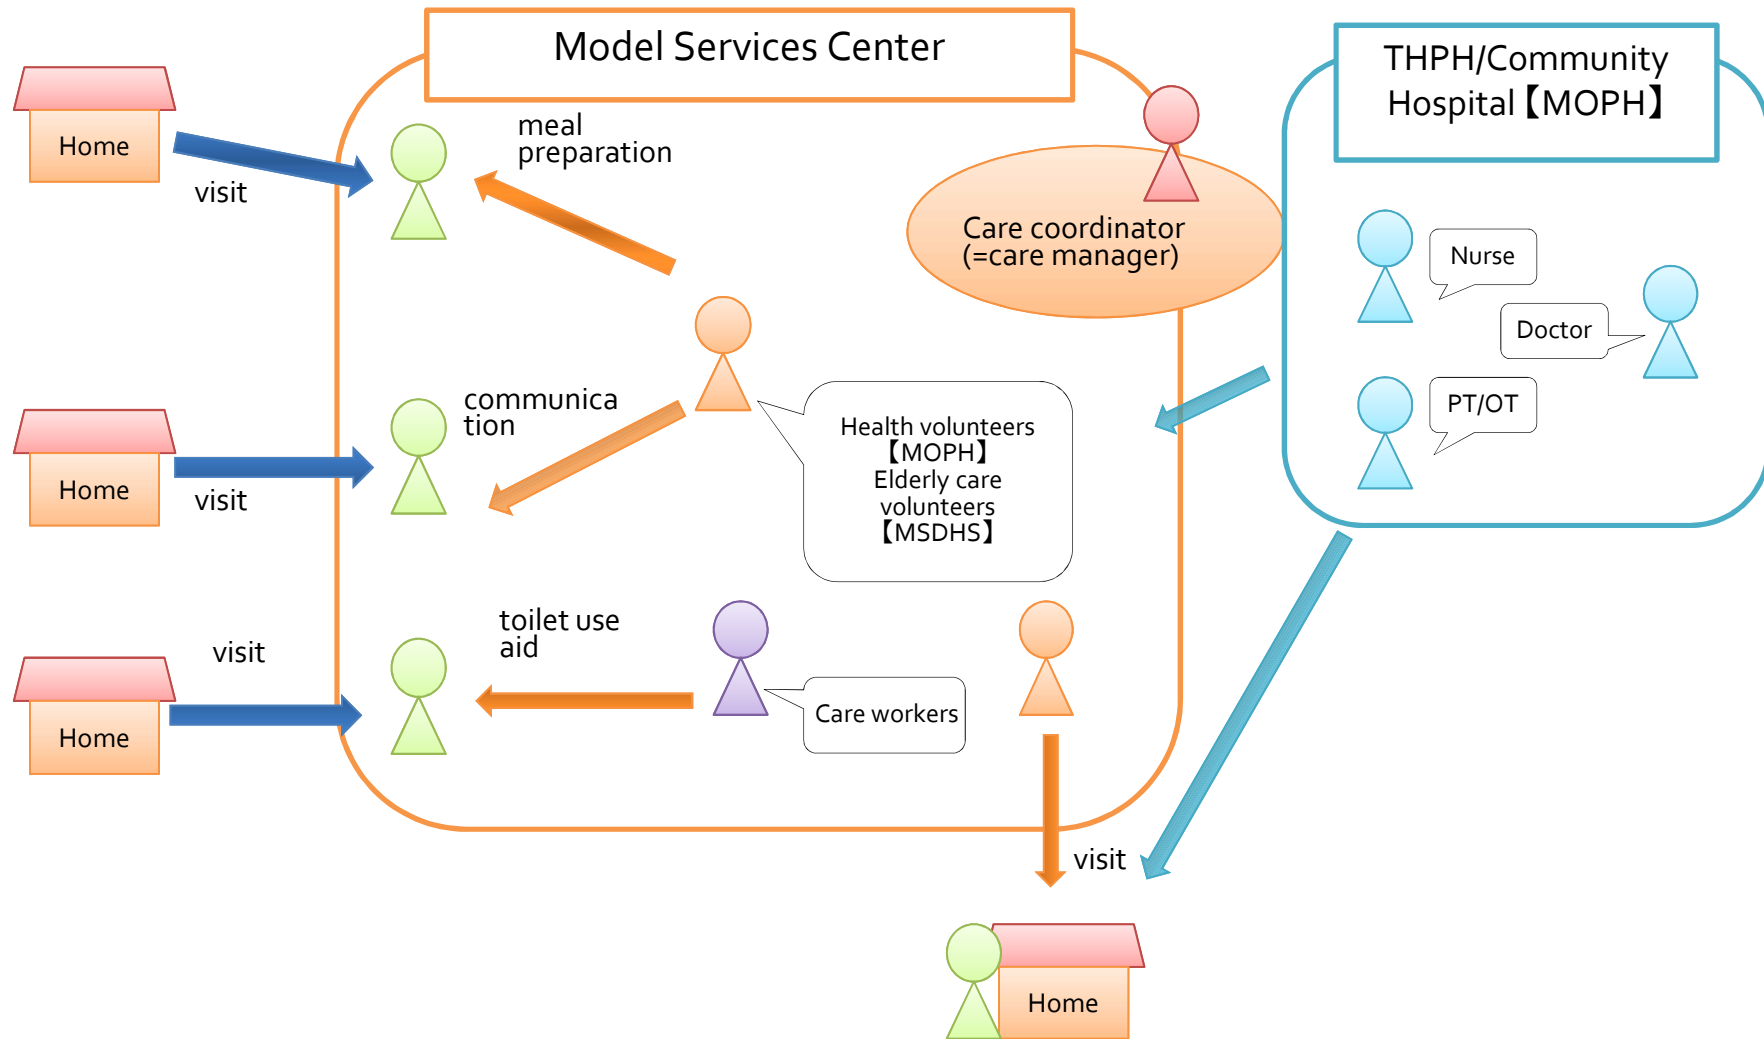 Model Services Center
THPH/Community
Hospital【MOPH】
Home
visit
meal
preparation
Care coordinator
(=care manager)
Nurse
Doctor
PT/OT
Home
visit
communica
tion
Health volunteers
【MOPH】
Elderly care
volunteers
【MSDHS】
Home
visit
toilet use
aid
Care workers
visit
Home